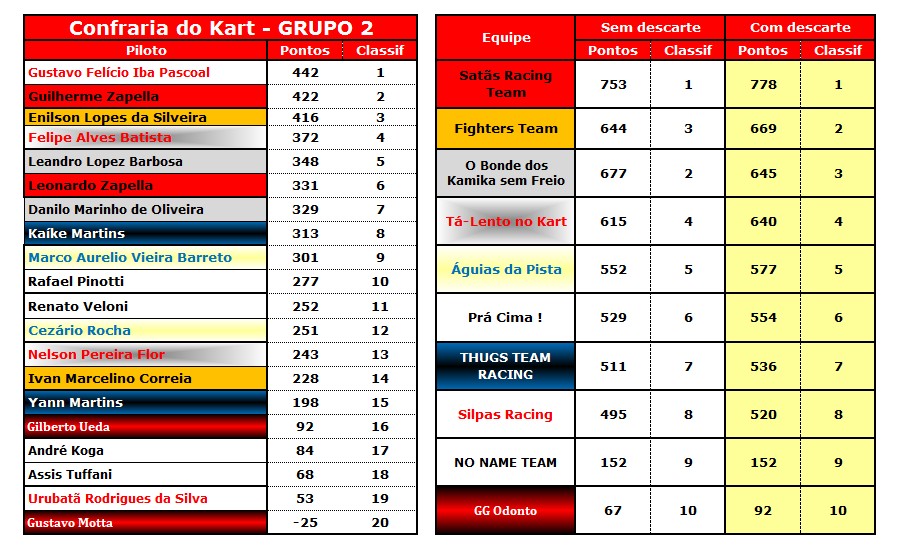 Confraria do Kart - GRUPO 2
Piloto Pontos Classif
Gustavo Felício Iba Pascoal 442 1
Guilherme Zapella 422 2
Enilson Lopes da Silveira 416 3
Felipe Alves Batista 372 4
Leandro Lopez Barbosa 348 5
Leonardo Zapella 331 6
Danilo Marinho de Oliveira 329 7
Kaíke Martins 313 8
Marco Aurelio Vieira Barreto 301 9
Rafael Pinotti 277 10
Renato Veloni 252 11
Cezário Rocha 251 12
Nelson Pereira Flor 243 13
Ivan Marcelino Correia 228 14
Yann Martins 198 15
Gilberto Ueda 92 16
André Koga 84 17
Assis Tuffani 68 18
Urubatã Rodrigues da Silva 53 19
Gustavo Motta -25 20
Equipe Sem descarte Com descarte
Pontos Classif Pontos Classif
Satãs Racing
Team 753 1 778 1
Fighters Team 644 3 669 2
O Bonde dos
Kamika sem Freio 677 2 645 3
Tá-Lento no Kart 615 4 640 4
Águias da Pista 552 5 577 5
Prá Cima ! 529 6 554 6
THUGS TEAM
RACING 511 7 536 7
Silpas Racing 495 8 520 8
NO NAME TEAM 152 9 152 9
GG Odonto 67 10 92 10